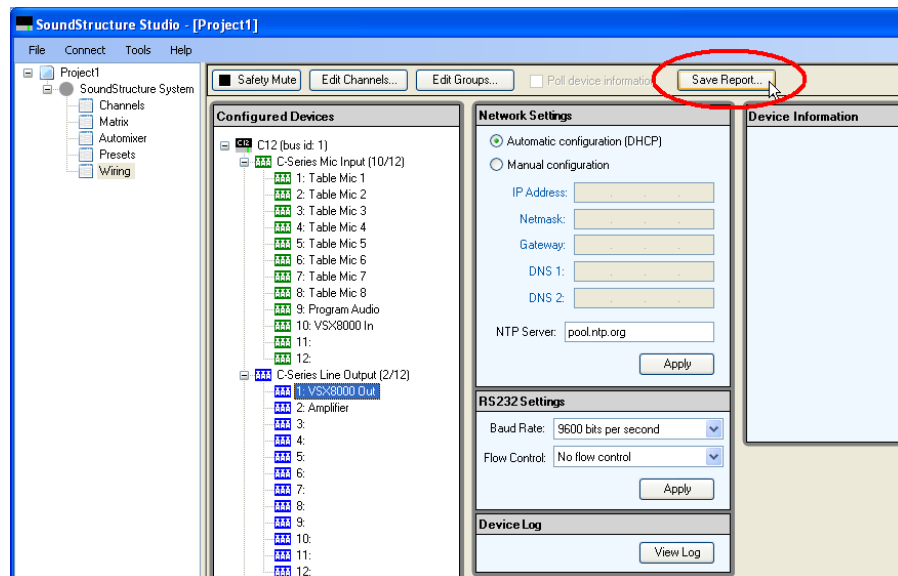 SoundStructure Studio - [Project1]
File Connect Tools Help
Project1
SoundStructure System
Channels
Matrix
Automixer
Presets
Wiring
Safety Mute
Edit Channels...
Edit Groups...
Poll device information
Save Report...
Configured Devices
C12 (bus id: 1)
C-Series Mic Input (10/12)
1: Table Mic 1
2: Table Mic 2
3: Table Mic 3
4: Table Mic 4
5: Table Mic 5
6: Table Mic 6
7: Table Mic 7
8: Table Mic 8
9: Program Audio
10: VSX8000 In
11:
12:
C-Series Line Output (2/12)
1: VSX8000 Out
2: Amplifier
3:
4:
5:
6:
7:
8:
9:
10:
11:
12:
Network Settings
Automatic configuration (DHCP)
Manual configuration
IP Address:
Netmask:
Gateway:
DNS 1:
DNS 2:
NTP Server: pool.ntp.org
Apply
RS232 Settings
Baud Rate: 9600 bits per second
Flow Control: No flow control
Apply
Device Log
View Log
Device Information